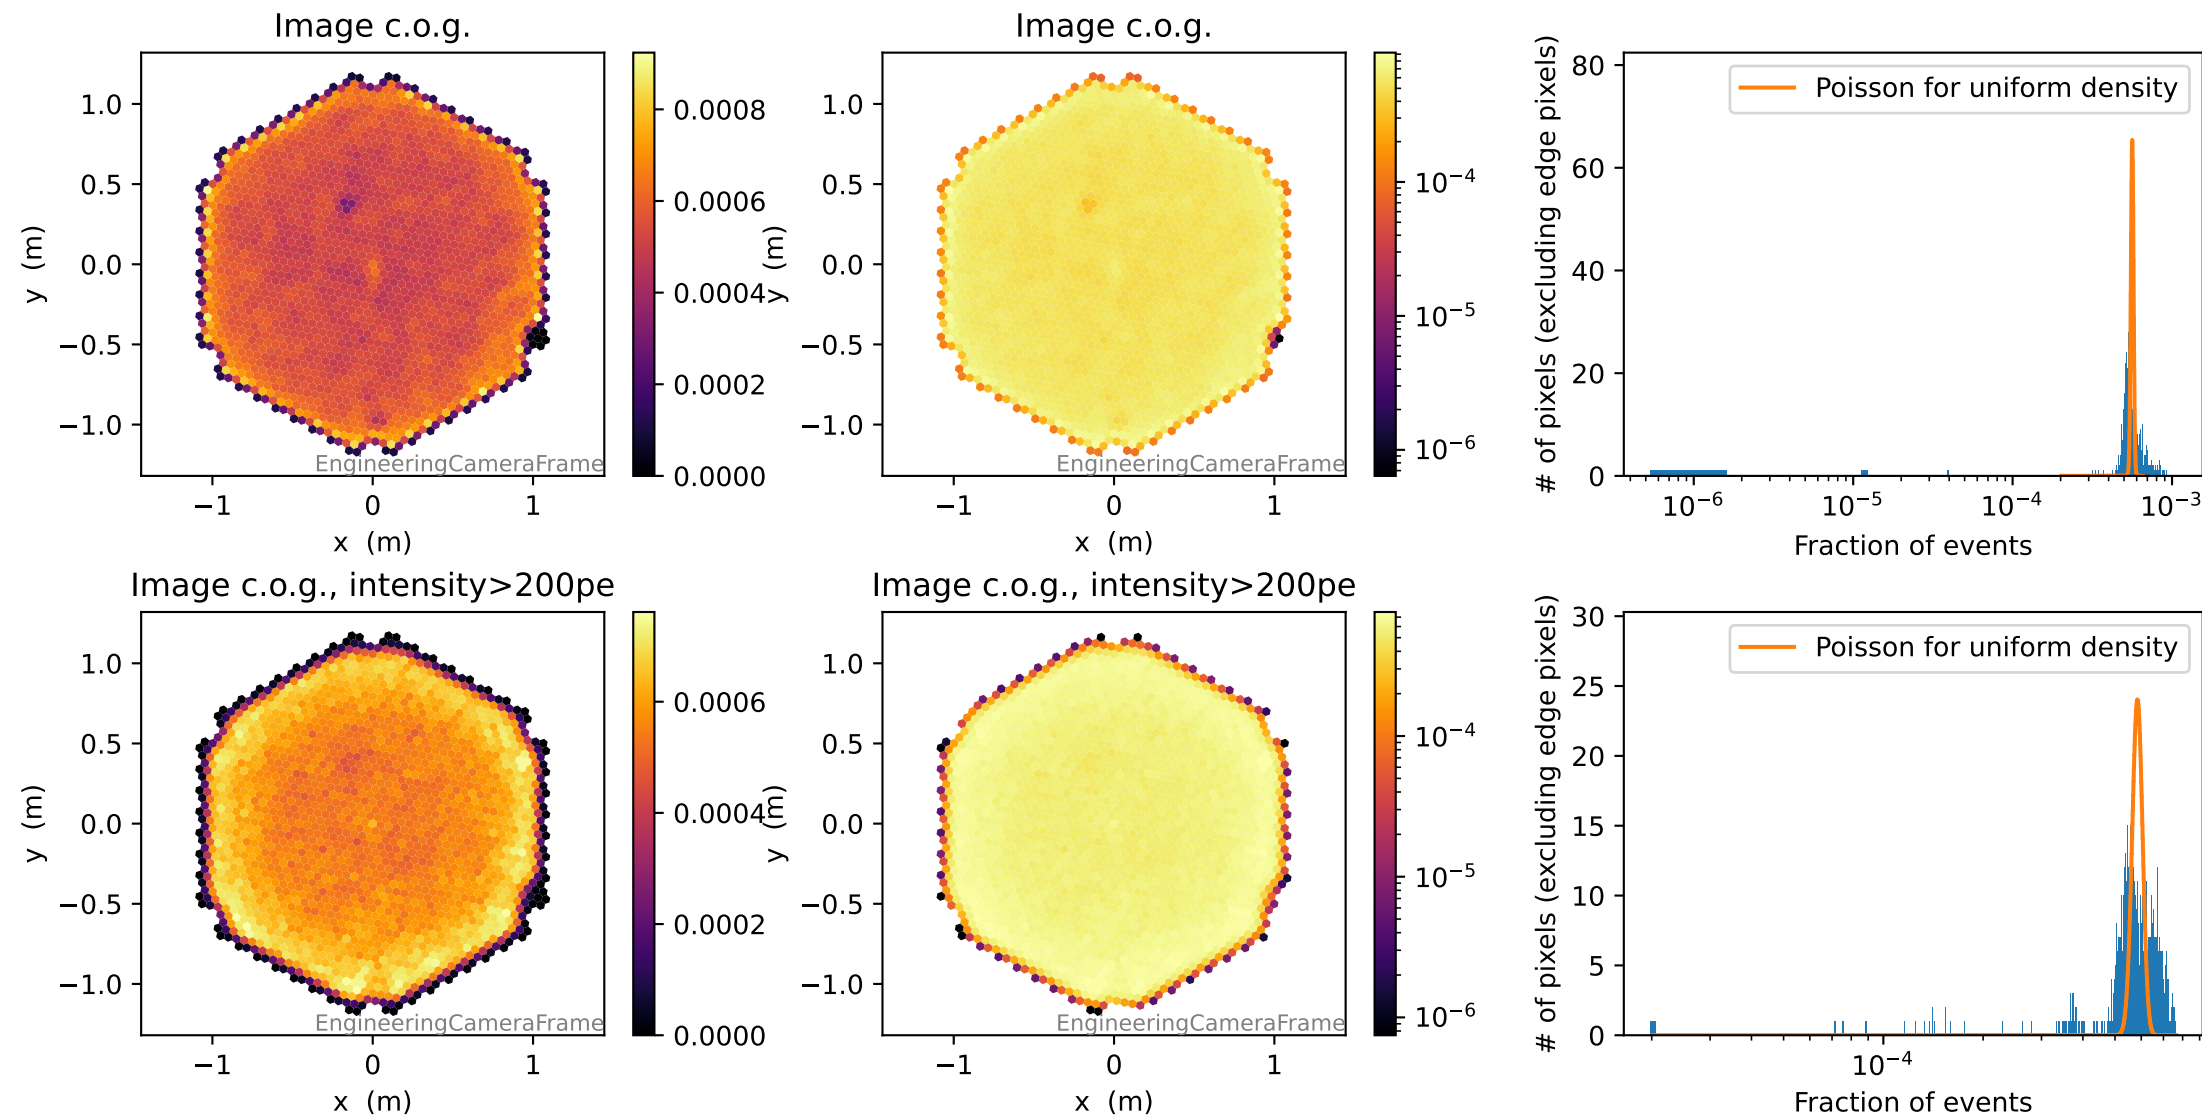 Image c.o.g.
y (m)
1.0
0.5
0.0
−0.5
−1.0
−1
0
1
x (m)
EngineeringCameraFrame
0.0008
0.0006
0.0004
0.0002
0.0000
Image c.o.g.
y (m)
1.0
0.5
0.0
−0.5
−1.0
−1
0
1
x (m)
EngineeringCameraFrame
10⁻⁴
10⁻⁵
10⁻⁶
# of pixels (excluding edge pixels)
80
60
40
20
0
Poisson for uniform density
10⁻⁶
10⁻⁵
10⁻⁴
10⁻³
Fraction of events
Image c.o.g., intensity>200pe
y (m)
1.0
0.5
0.0
−0.5
−1.0
−1
0
1
x (m)
EngineeringCameraFrame
0.0006
0.0004
0.0002
0.0000
Image c.o.g., intensity>200pe
y (m)
1.0
0.5
0.0
−0.5
−1.0
−1
0
1
x (m)
EngineeringCameraFrame
10⁻⁴
10⁻⁵
10⁻⁶
# of pixels (excluding edge pixels)
30
25
20
15
10
5
0
Poisson for uniform density
10⁻⁴
Fraction of events